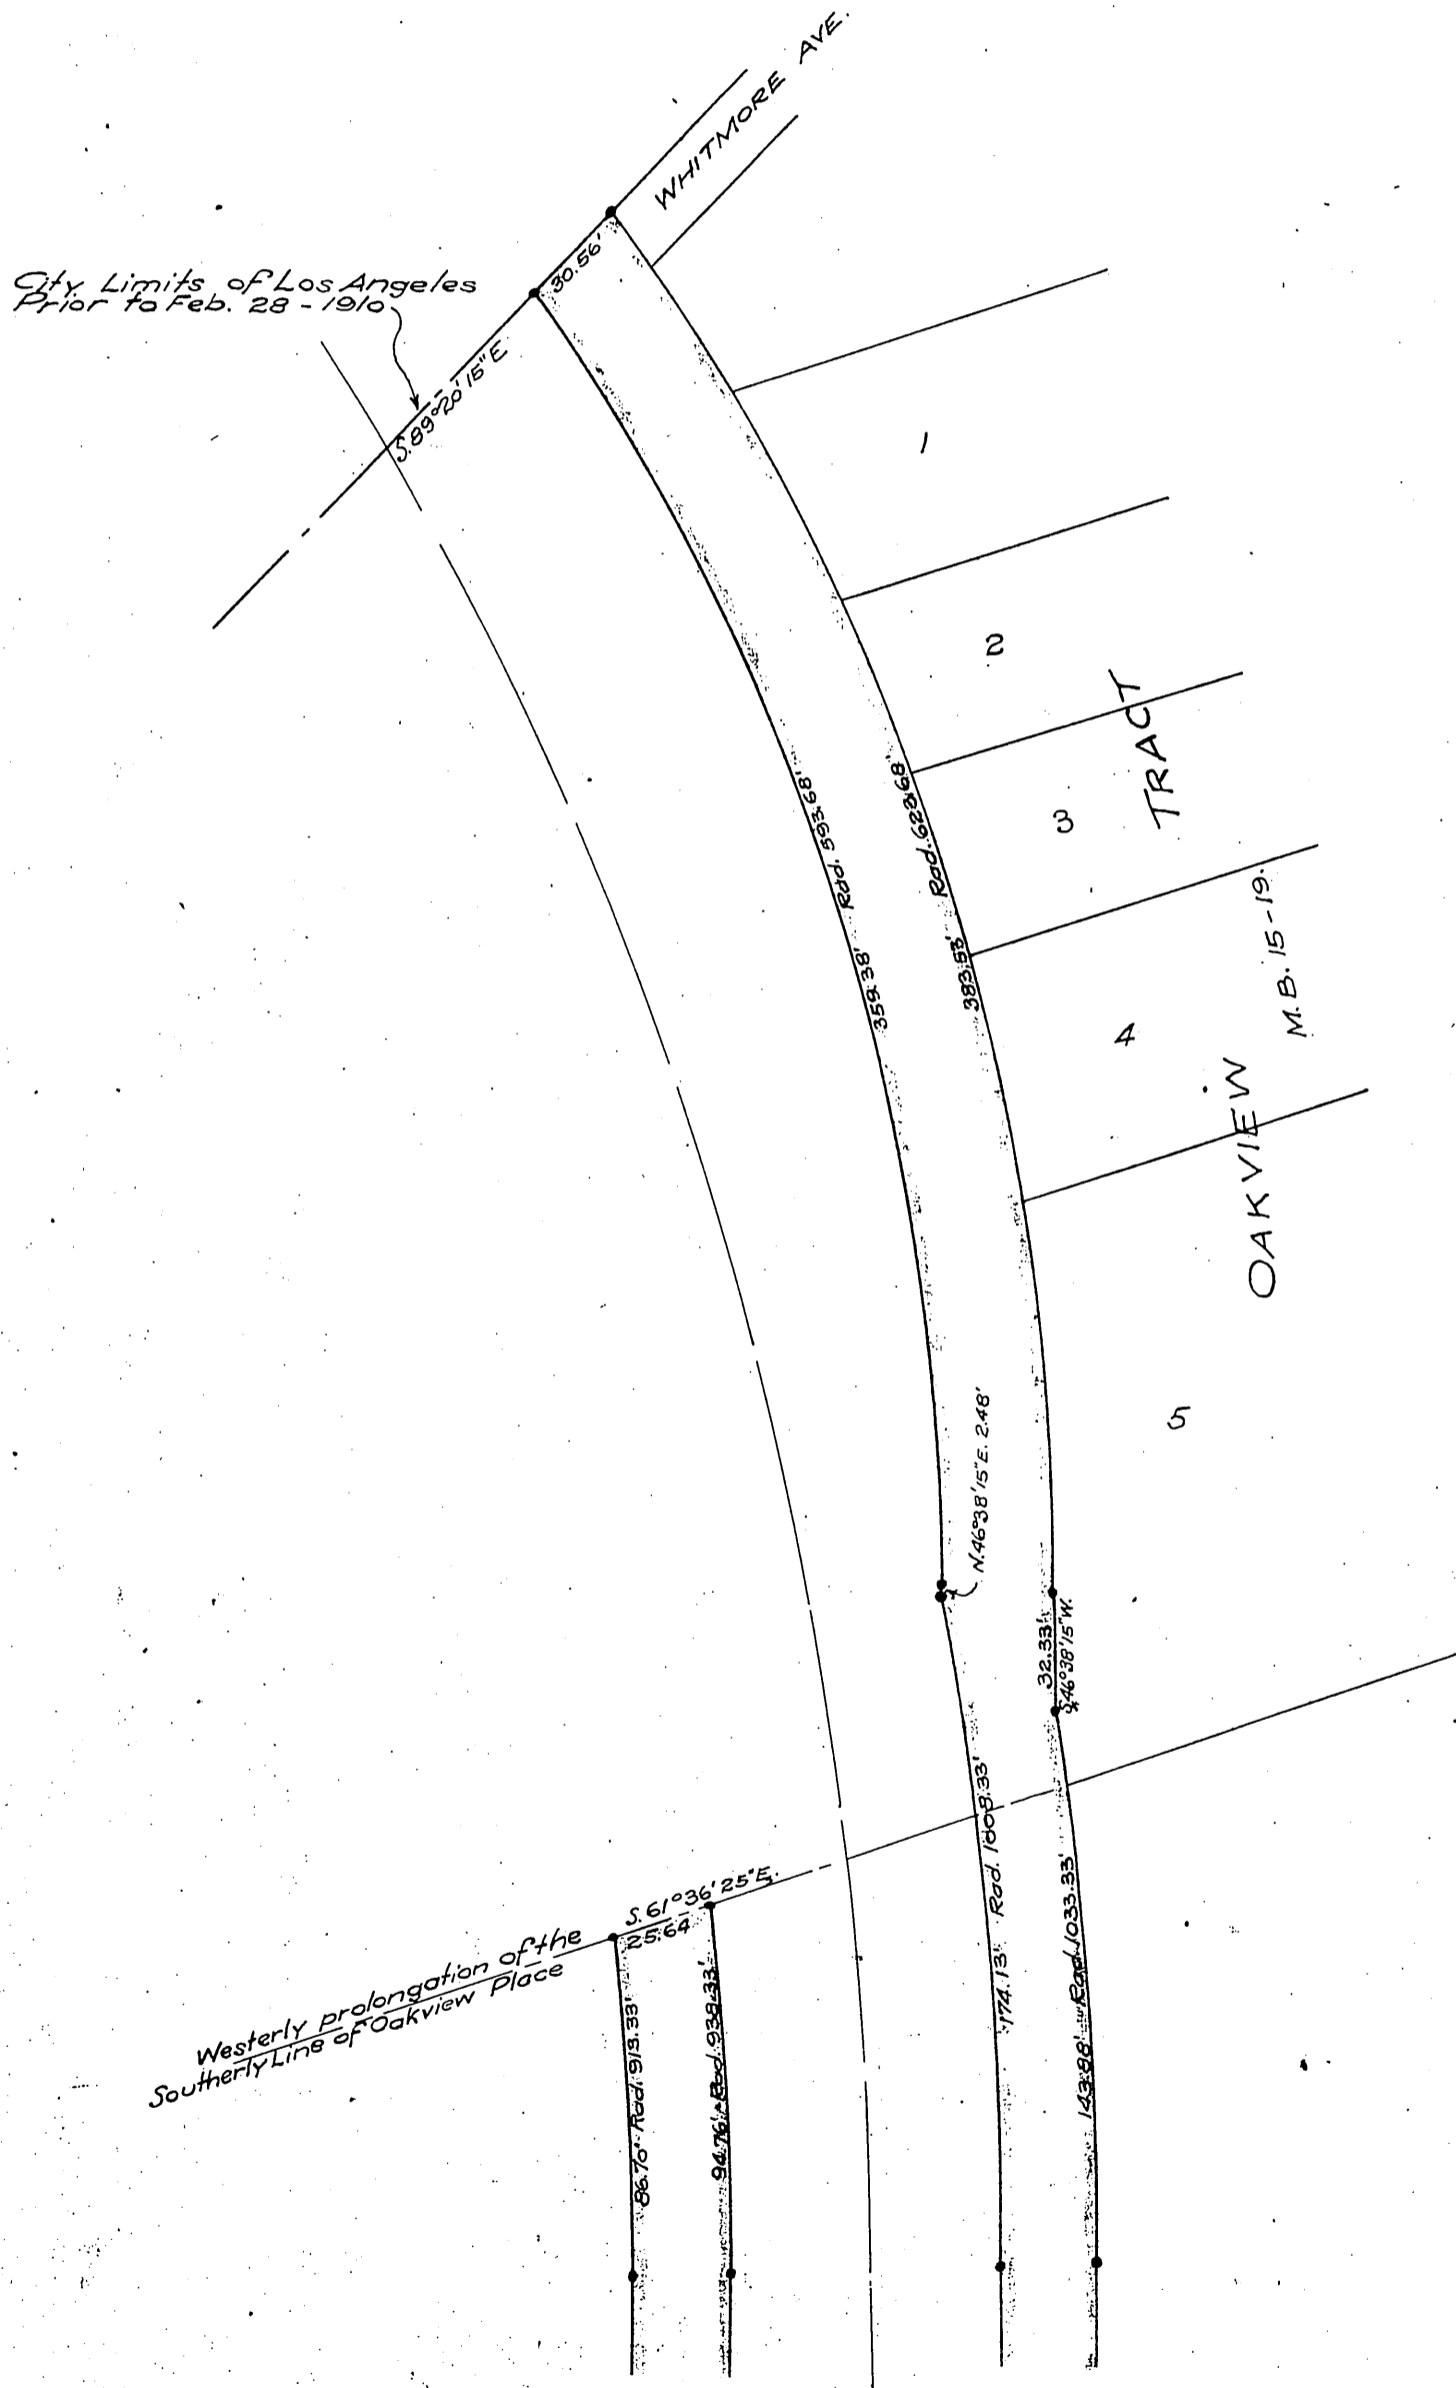 WHITMORE AVE.
30.56'
City Limits of Los Angeles
Prior to Feb. 28 - 1910
S.89°20'15"E
1
2
3
4
5
OAKVIEW TRACT
M.B. 15-19.
359.38' Rad. 593.68'
383.53' Rad.
N.46°38'15"E. 2.48'
32.33'
S.46°38'15"W.
174.13' Rad. 1008.33'
143.88' Rad. 1033.33'
S.61°36'25"E.
25.64
Westerly prolongation of the
Southerly Line of Oakview Place
86.70' Rad. 913.33'
94.76' Rad. 938.33'